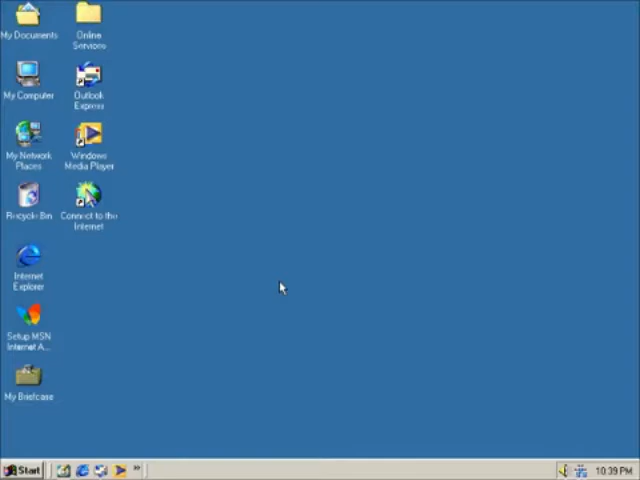 My Documents
Online
Services
My Computer
Outlook
Express
My Network
Places
Windows
Media Player
Recycle Bin
Connect to the
Internet
Internet
Explorer
Setup MSN
Internet A...
My Briefcase
Start
10:39 PM